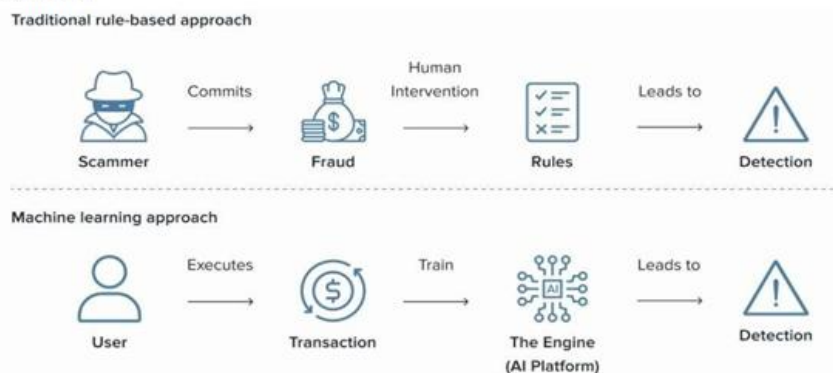 Traditional rule-based approach
Commits
Human
Intervention
Leads to
Scammer
Fraud
Rules
Detection
Machine learning approach
Executes
Train
Leads to
AI
User
Transaction
The Engine
(AI Platform)
Detection